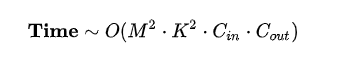 Time ∼ O(M² · K² · C_in · C_out)